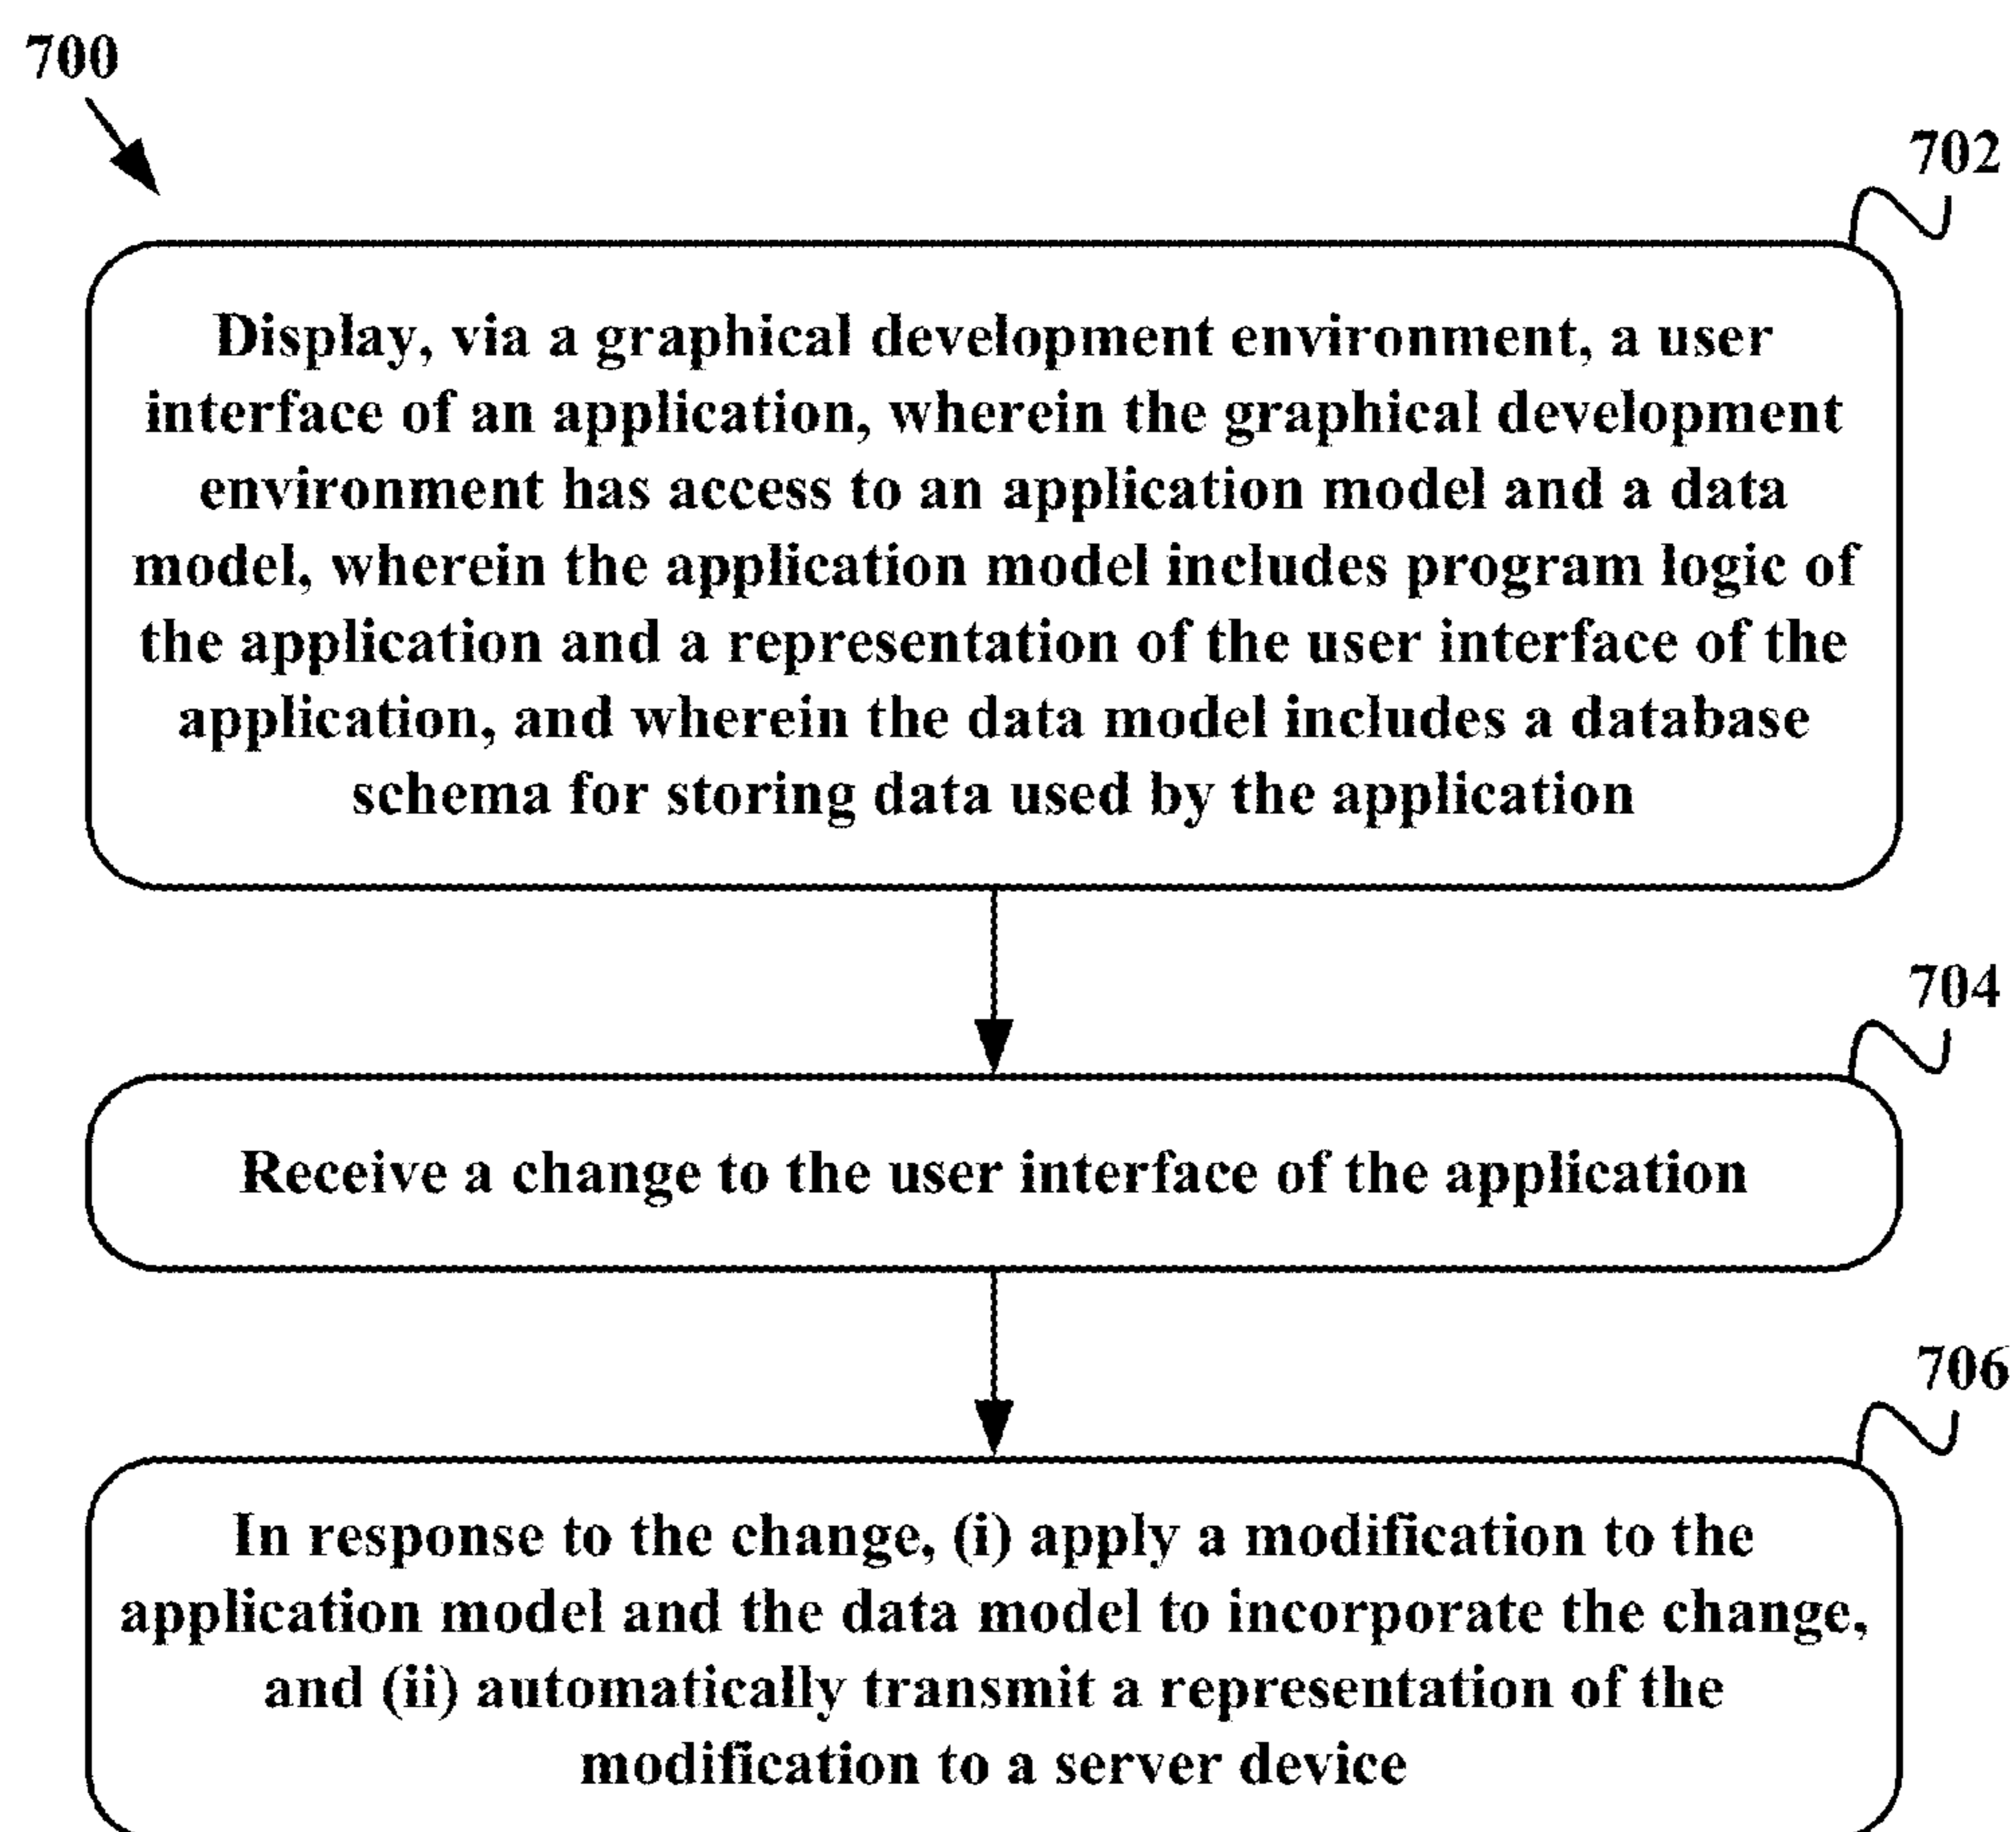 700
702
Display, via a graphical development environment, a user
interface of an application, wherein the graphical development
environment has access to an application model and a data
model, wherein the application model includes program logic of
the application and a representation of the user interface of the
application, and wherein the data model includes a database
schema for storing data used by the application
704
Receive a change to the user interface of the application
706
In response to the change, (i) apply a modification to the
application model and the data model to incorporate the change,
and (ii) automatically transmit a representation of the
modification to a server device